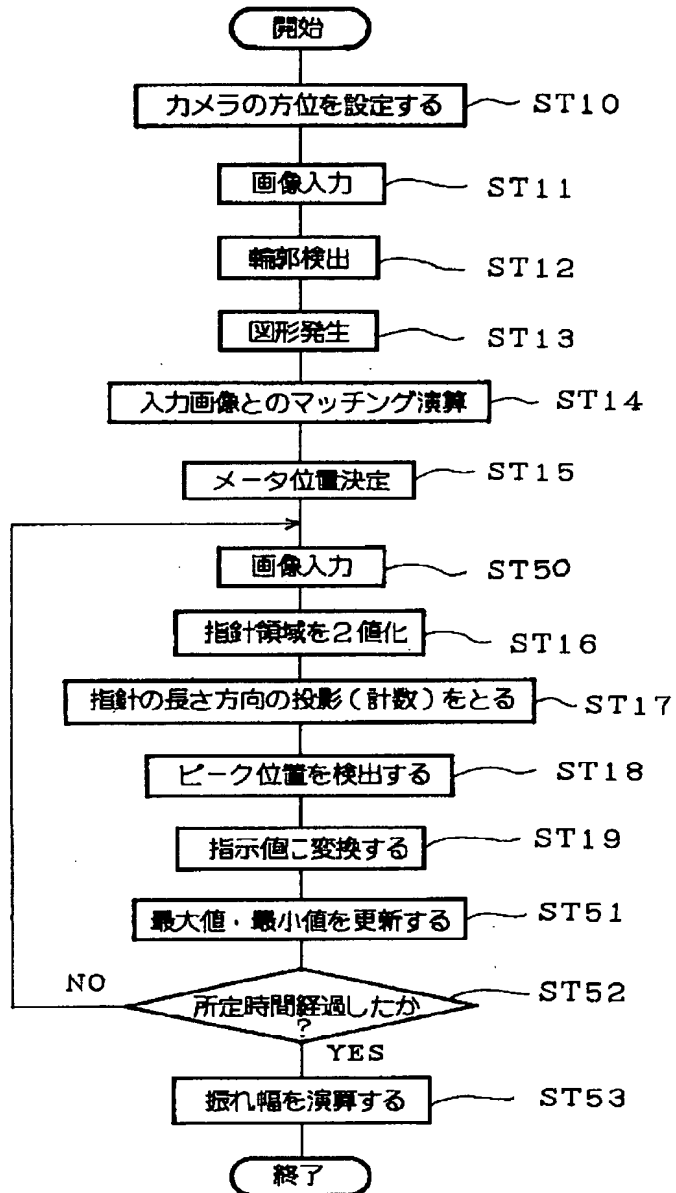 開始
カメラの方位を設定する ST10
画像入力 ST11
輪郭検出 ST12
図形発生 ST13
入力画像とのマッチング演算 ST14
メータ位置決定 ST15
画像入力 ST50
指針領域を2値化 ST16
指針の長さ方向の投影(計数)をとる ST17
ピーク位置を検出する ST18
指示値に変換する ST19
最大値・最小値を更新する ST51
NO
所定時間経過したか ST52
?
YES
振れ幅を演算する ST53
終了